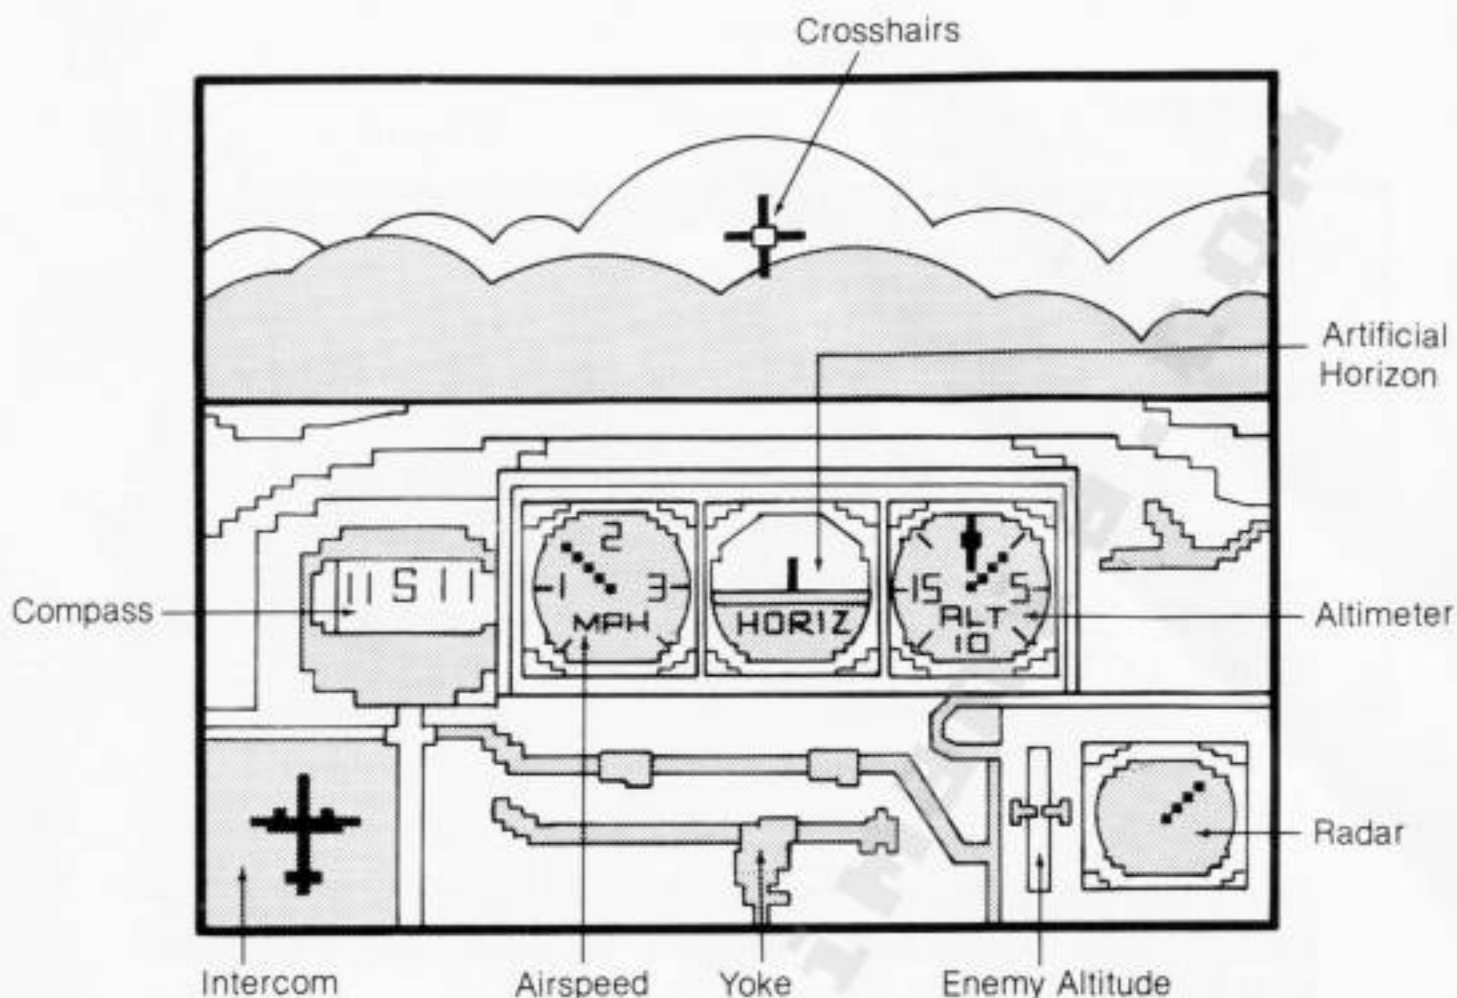 Crosshairs
Artificial
Horizon
2
1
3
MPH
HORIZ
15
5
ALT
10
11 S 11
Compass
Altimeter
Radar
Intercom
Airspeed
Yoke
Enemy Altitude